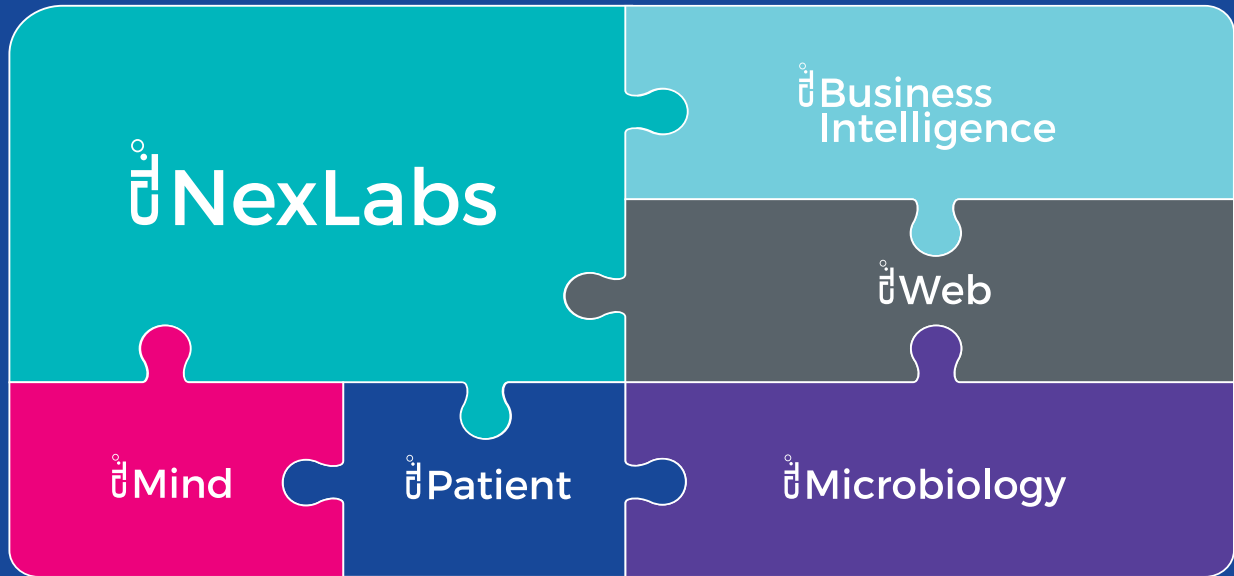 NexLabs
Business
Intelligence
Web
Mind
Patient
Microbiology